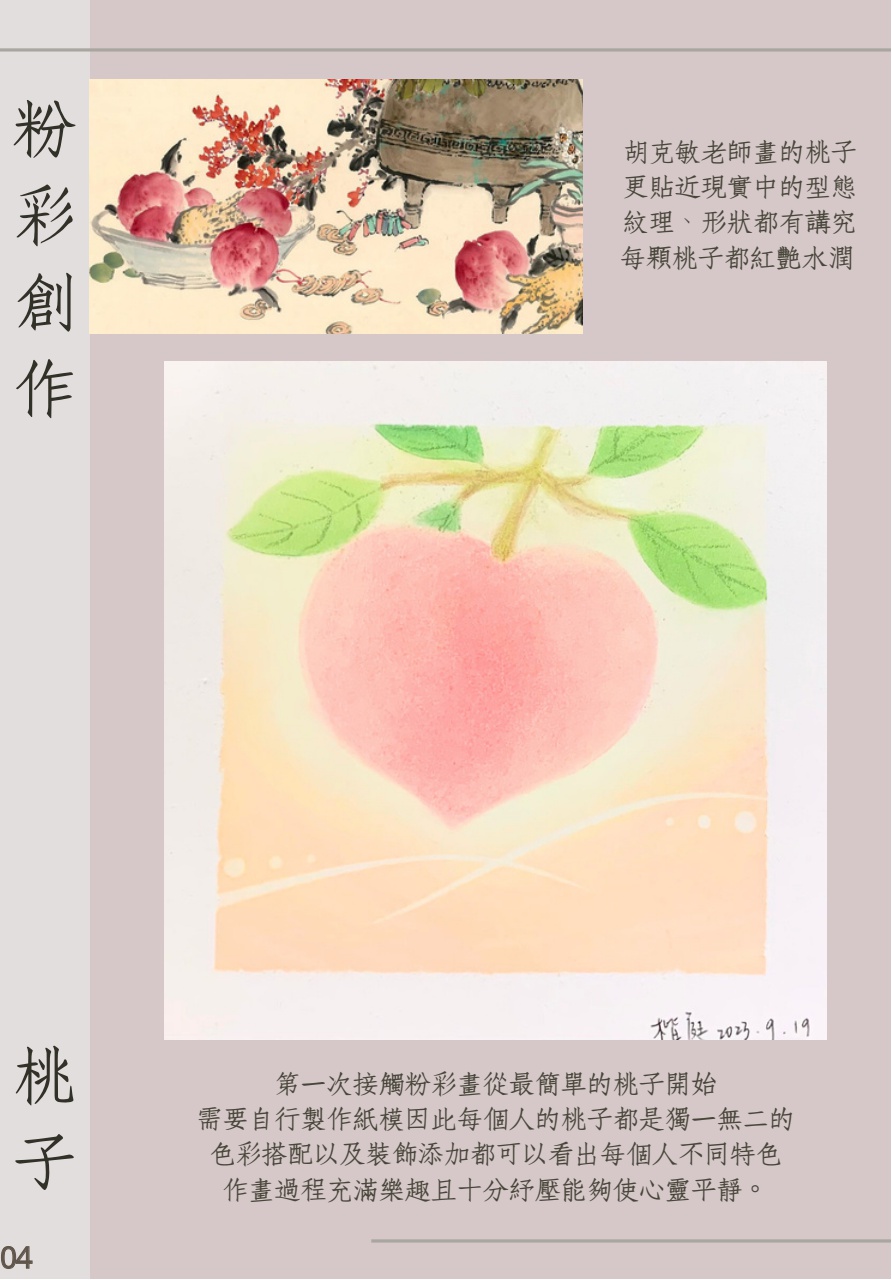 粉彩創作
胡克敏老師畫的桃子
更貼近現實中的型態
紋理、形狀都有講究
每顆桃子都紅艷水潤
2023.9.19
桃子
第一次接觸粉彩畫從最簡單的桃子開始
需要自行製作紙模因此每個人的桃子都是獨一無二的
色彩搭配以及裝飾添加都可以看出每個人不同特色
作畫過程充滿樂趣且十分紓壓能夠使心靈平靜。
04